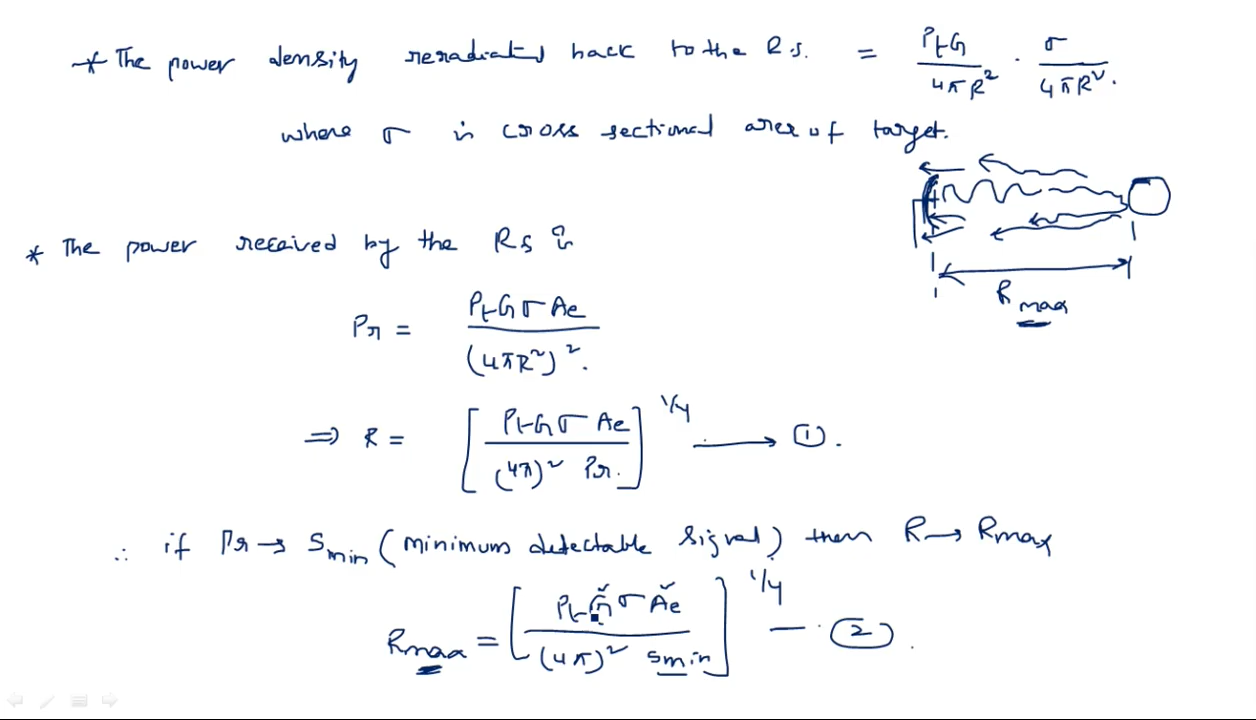 * The power density reradiated back to the R s. = PtG / 4πR² · σ / 4πR².
where σ is cross sectional area of target.
Rmax
* The power received by the Rs is
Pr = PtGσAe / (4πR²)².
⇒ R = [PtGσAe / (4π)² Pr.]^1/4 → ①.
∴ if Pr → Smin (minimum detectable signal) then R → Rmax
Rmax = [PtGσAe / (4π)² Smin]^1/4 — ②.